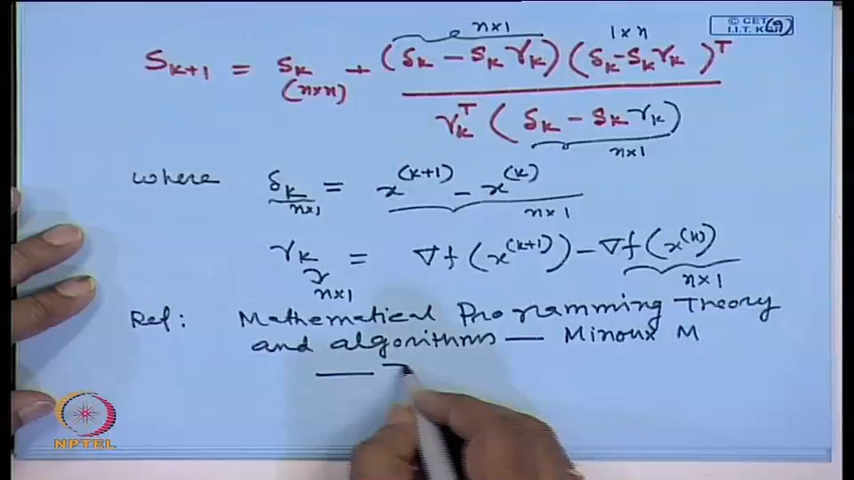 © CET
I.I.T. KGP
n×1
1×n
S_{k+1} = S_k + (δ_k - S_k γ_k) (δ_k - S_k γ_k)^T
(n×n)
γ_k^T (δ_k - S_k γ_k)
n×1
where δ_k = x^{(k+1)} - x^{(k)}
n×1 n×1
γ_k = ∇f (x^{(k+1)}) - ∇f (x^{(k)})
n×1 n×1
Ref: Mathematical Programming Theory
and algorithms — Minoux M
NPTEL